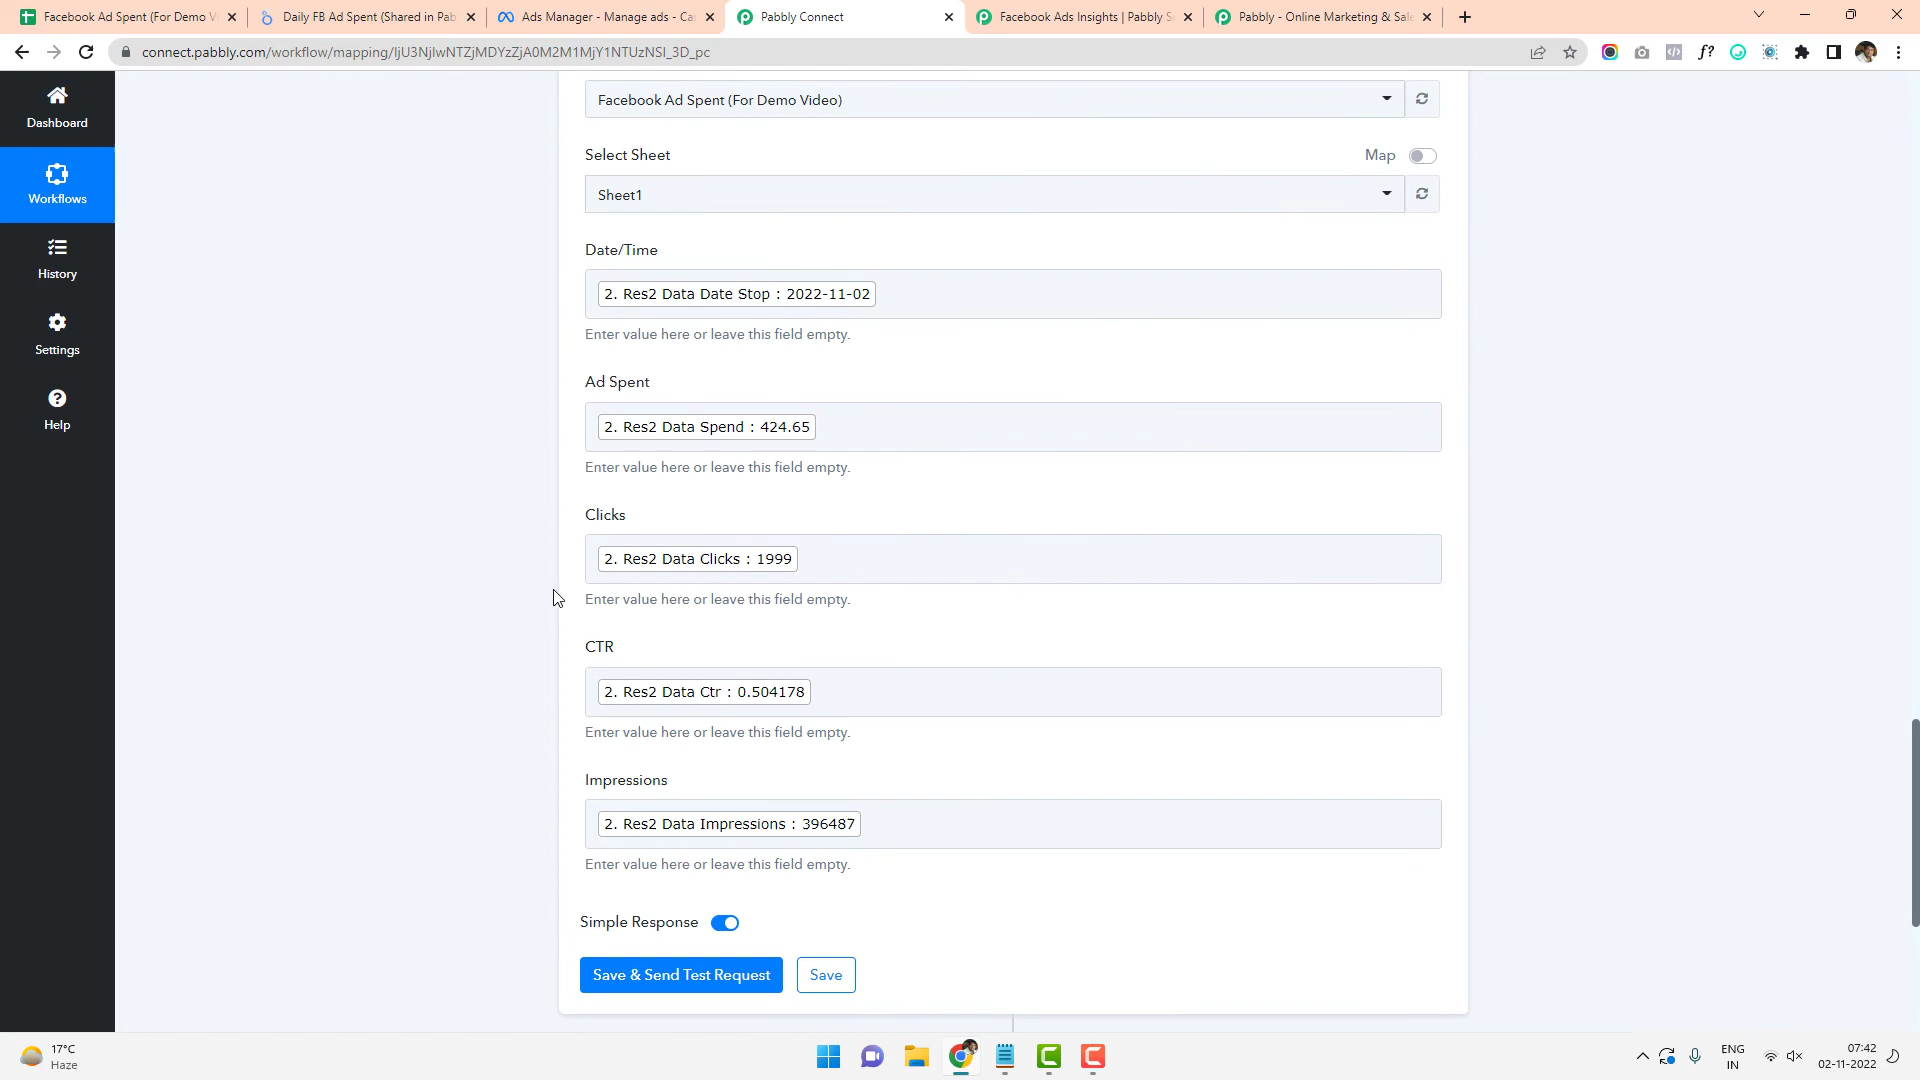 Facebook Ad Spent (For Demo V
Daily FB Ad Spent (Shared in Pab
Ads Manager - Manage ads - Ca
Pabbly Connect
Facebook Ads Insights | Pabbly S
Pabbly - Online Marketing & Sale
connect.pabbly.com/workflow/mapping/IjU3NjIwNTZjMDYzZjA0M2M1MjY1NTUzNSI_3D_pc
Dashboard
Workflows
History
Settings
Help
Facebook Ad Spent (For Demo Video)
Select Sheet
Map
Sheet1
Date/Time
2. Res2 Data Date Stop : 2022-11-02
Enter value here or leave this field empty.
Ad Spent
2. Res2 Data Spend : 424.65
Enter value here or leave this field empty.
Clicks
2. Res2 Data Clicks : 1999
Enter value here or leave this field empty.
CTR
2. Res2 Data Ctr : 0.504178
Enter value here or leave this field empty.
Impressions
2. Res2 Data Impressions : 396487
Enter value here or leave this field empty.
Simple Response
Save & Send Test Request
Save
17°C
Haze
ENG
IN
07:42
02-11-2022